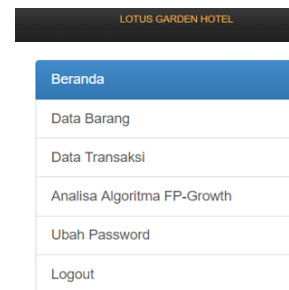 LOTUS GARDEN HOTEL
Beranda
Data Barang
Data Transaksi
Analisa Algoritma FP-Growth
Ubah Password
Logout